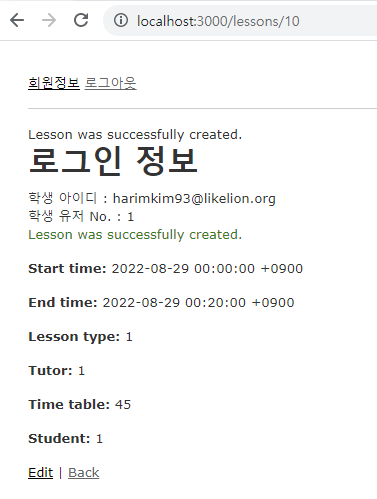 localhost:3000/lessons/10
회원정보 로그아웃
Lesson was successfully created.
로그인 정보
학생 아이디 : harimkim93@likelion.org
학생 유저 No. : 1
Lesson was successfully created.
Start time: 2022-08-29 00:00:00 +0900
End time: 2022-08-29 00:20:00 +0900
Lesson type: 1
Tutor: 1
Time table: 45
Student: 1
Edit | Back